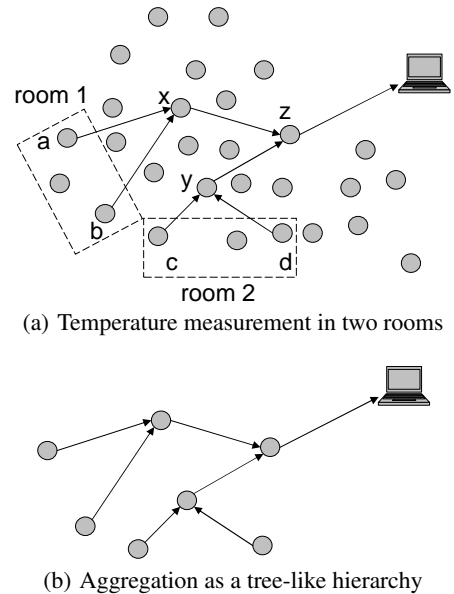 room 1
x
z
a
y
b
c
d
room 2
(a) Temperature measurement in two rooms
(b) Aggregation as a tree-like hierarchy